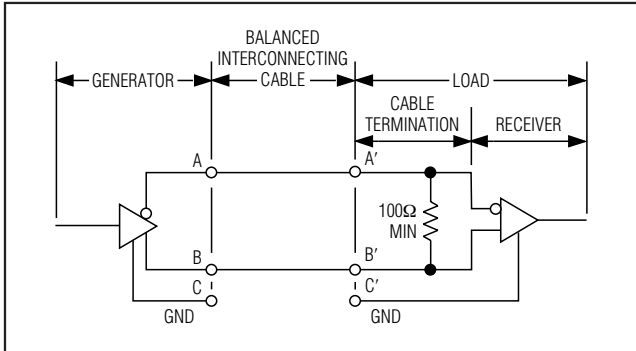 BALANCED
INTERCONNECTING
GENERATOR CABLE LOAD
CABLE
TERMINATION RECEIVER
A A′
100Ω
MIN
B B′
C C′
GND GND